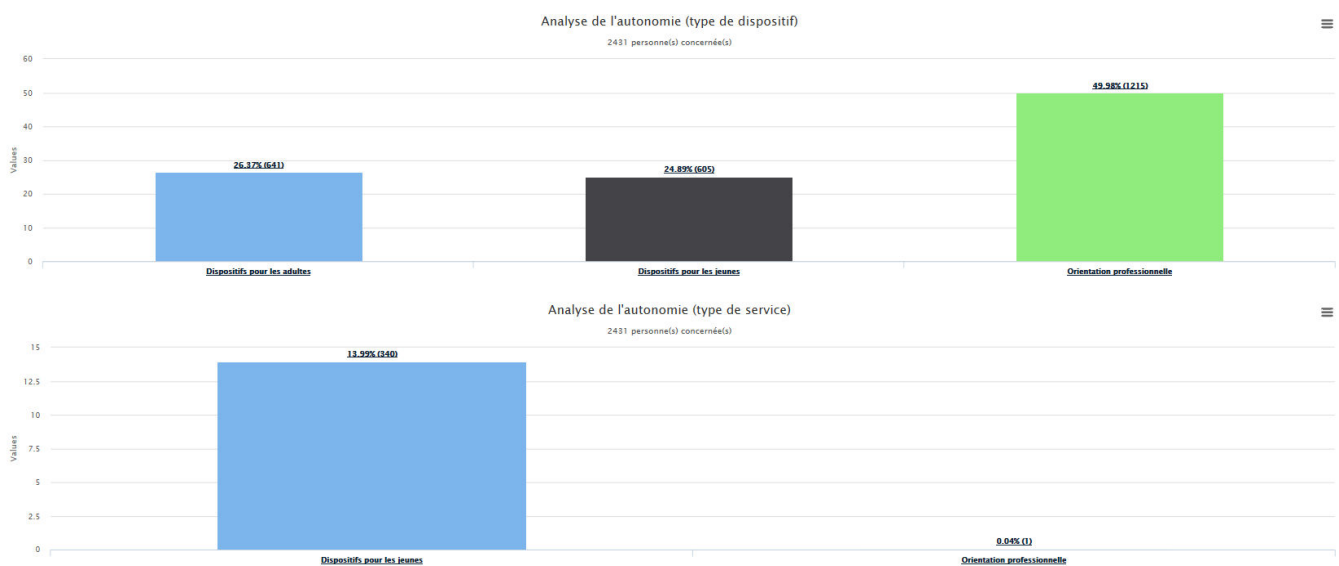 Analyse de l'autonomie (type de dispositif)
2431 personne(s) concernée(s)
60
50
40
30
20
10
0
Values
26.37% (641)
24.89% (605)
49.98% (1215)
Dispositifs pour les adultes
Dispositifs pour les jeunes
Orientation professionnelle
Analyse de l'autonomie (type de service)
2431 personne(s) concernée(s)
15
12.5
10
7.5
5
2.5
0
Values
13.99% (340)
0.04% (1)
Dispositifs pour les jeunes
Orientation professionnelle